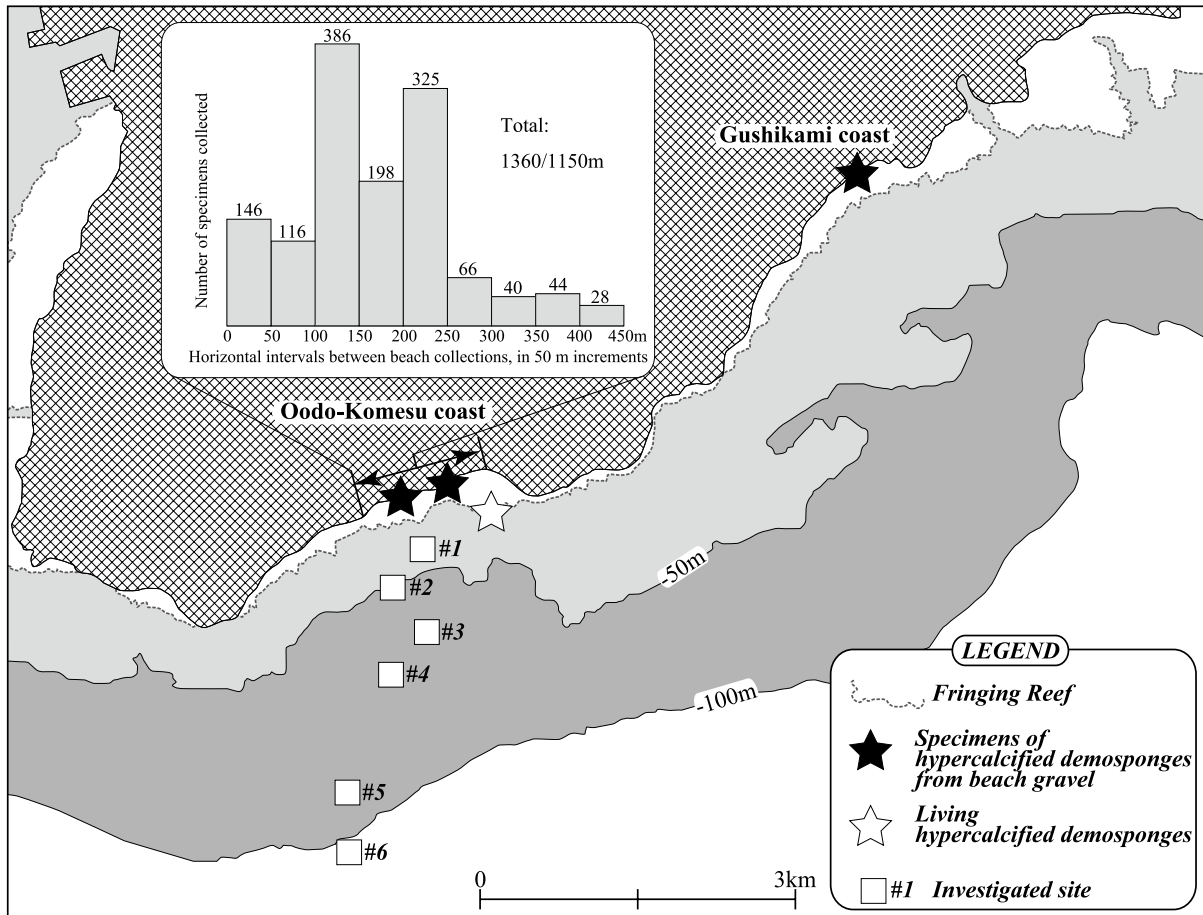 386
325
198
146
116
66
40
44
28
Total:
1360/1150m
Number of specimens collected
0 50 100 150 200 250 300 350 400 450m
Horizontal intervals between beach collections, in 50 m increments
Gushikami coast
Oodo-Komesu coast
#1
#2
#3
#4
#5
#6
-50m
-100m
0 3km
LEGEND
Fringing Reef
Specimens of
hypercalcified demosponges
from beach gravel
Living
hypercalcified demosponges
#1 Investigated site